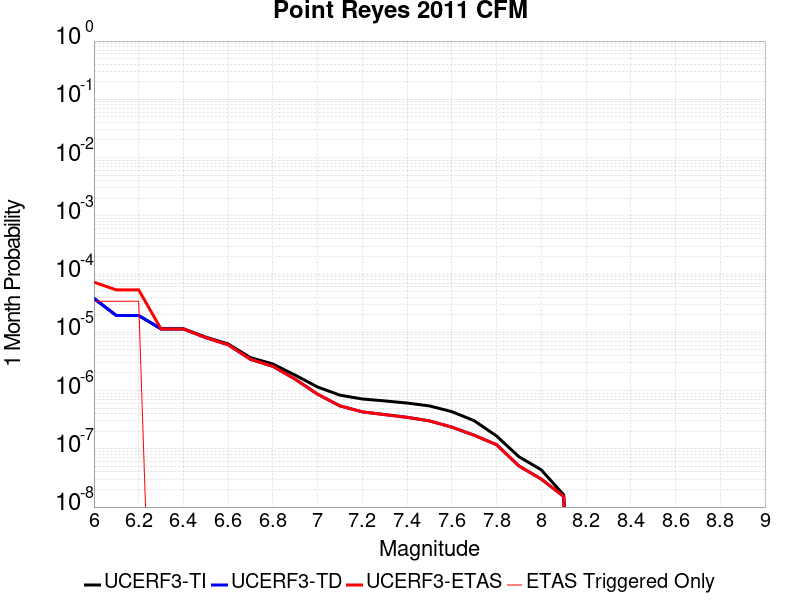 Point Reyes 2011 CFM
10^0
10^-1
10^-2
10^-3
10^-4
10^-5
10^-6
10^-7
10^-8
1 Month Probability
6 6.2 6.4 6.6 6.8 7 7.2 7.4 7.6 7.8 8 8.2 8.4 8.6 8.8 9
Magnitude
UCERF3-TI UCERF3-TD UCERF3-ETAS ETAS Triggered Only